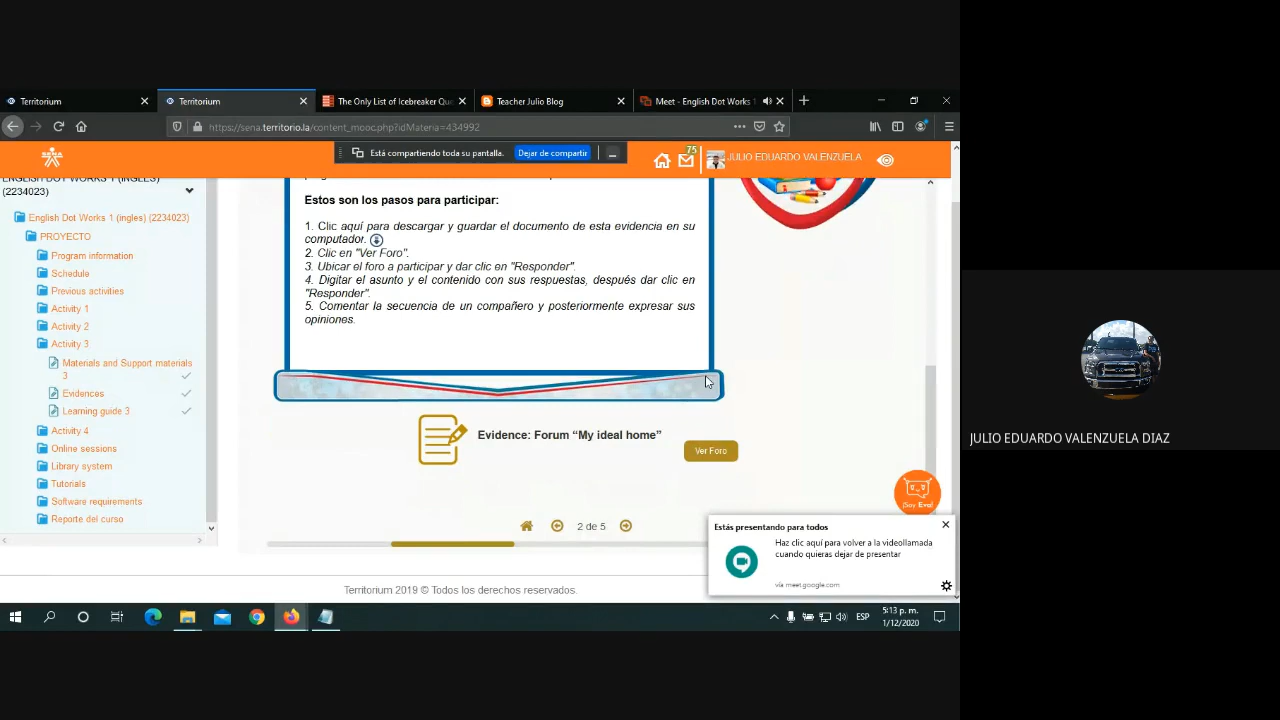 Territorium
Territorium
The Only List of Icebreaker Qu
Teacher Julio Blog
Meet - English Dot Works 1
https://sena.territorio.la/content_mooc.php?idMateria=434992
Está compartiendo toda su pantalla.
Dejar de compartir
SENA
75
JULIO EDUARDO VALENZUELA
ENGLISH DOT WORKS 1 (INGLES)
(2234023)
English Dot Works 1 (ingles) (2234023)
PROYECTO
Program information
Schedule
Previous activities
Activity 1
Activity 2
Activity 3
Materials and Support materials
3
Evidences
Learning guide 3
Activity 4
Online sessions
Library system
Tutorials
Software requirements
Reporte del curso
Estos son los pasos para participar:
1. Clic aquí para descargar y guardar el documento de esta evidencia en su
computador.
2. Clic en "Ver Foro".
3. Ubicar el foro a participar y dar clic en "Responder".
4. Digitar el asunto y el contenido con sus respuestas, después dar clic en
"Responder".
5. Comentar la secuencia de un compañero y posteriormente expresar sus
opiniones.
Evidence: Forum “My ideal home”
Ver Foro
2 de 5
¡Soy Eva!
Estás presentando para todos
Haz clic aquí para volver a la videollamada
cuando quieras dejar de presentar
vía meet.google.com
Territorium 2019 © Todos los derechos reservados.
ESP
5:13 p. m.
1/12/2020
JULIO EDUARDO VALENZUELA DIAZ